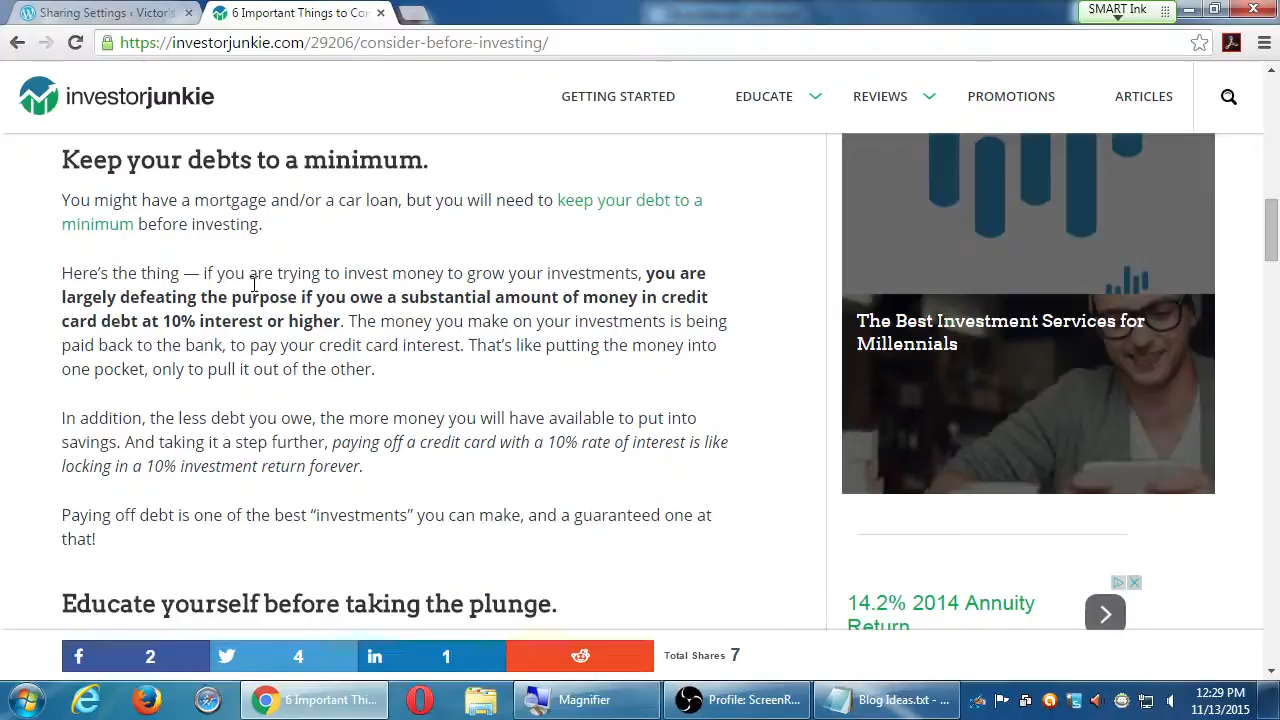 Sharing Settings ‹ Victor's
6 Important Things to Con
SMART Ink
https://investorjunkie.com/29206/consider-before-investing/
investorjunkie
GETTING STARTED
EDUCATE
REVIEWS
PROMOTIONS
ARTICLES
Keep your debts to a minimum.
You might have a mortgage and/or a car loan, but you will need to keep your debt to a
minimum before investing.
Here's the thing — if you are trying to invest money to grow your investments, you are
largely defeating the purpose if you owe a substantial amount of money in credit
card debt at 10% interest or higher. The money you make on your investments is being
paid back to the bank, to pay your credit card interest. That's like putting the money into
one pocket, only to pull it out of the other.
In addition, the less debt you owe, the more money you will have available to put into
savings. And taking it a step further, paying off a credit card with a 10% rate of interest is like
locking in a 10% investment return forever.
Paying off debt is one of the best “investments” you can make, and a guaranteed one at
that!
Educate yourself before taking the plunge.
The Best Investment Services for
Millennials
14.2% 2014 Annuity
Return
2
4
1
Total Shares 7
6 Important Thi...
Magnifier
Profile: ScreenR...
Blog Ideas.txt - ...
12:29 PM
11/13/2015